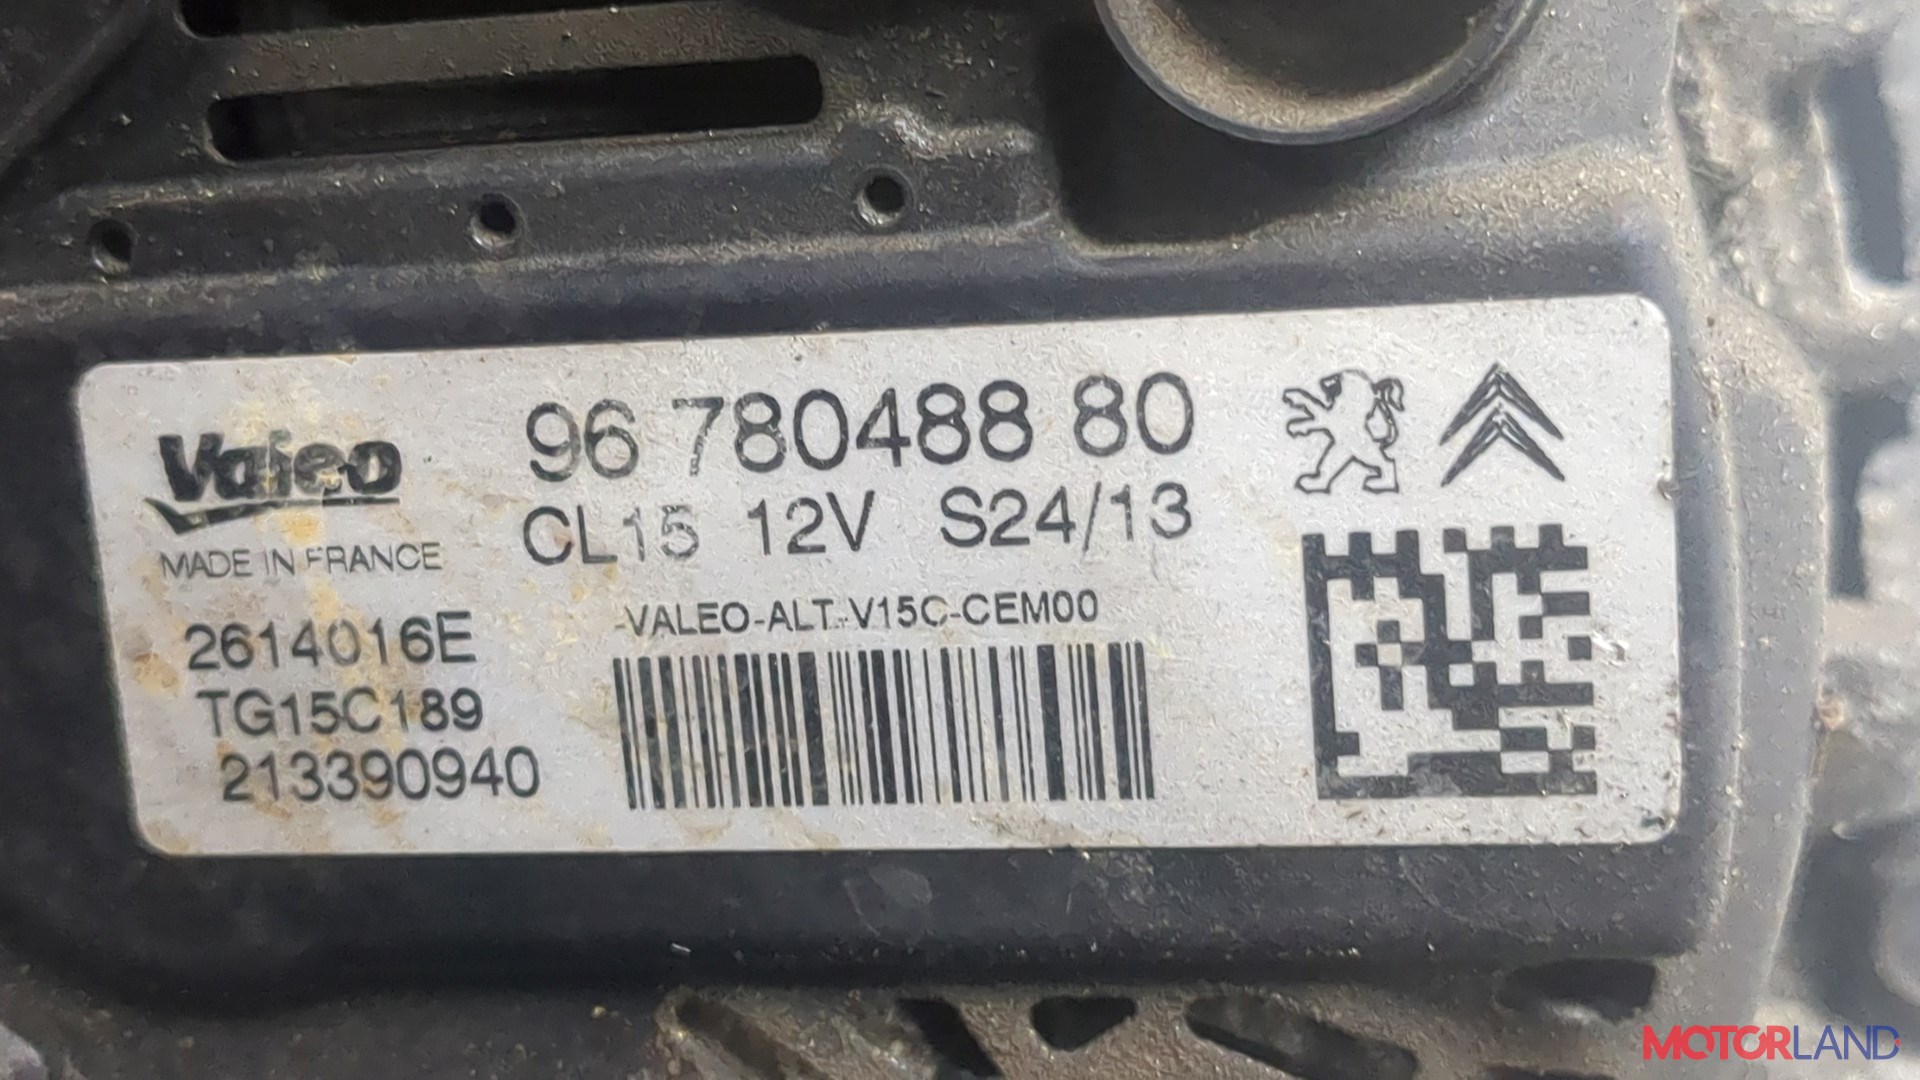 Valeo
MADE IN FRANCE
96 780488 80
CL15 12V S24/13
-VALEO-ALT.-V15C-CEM00
2614016E
TG15C189
213390940
MOTORLAND